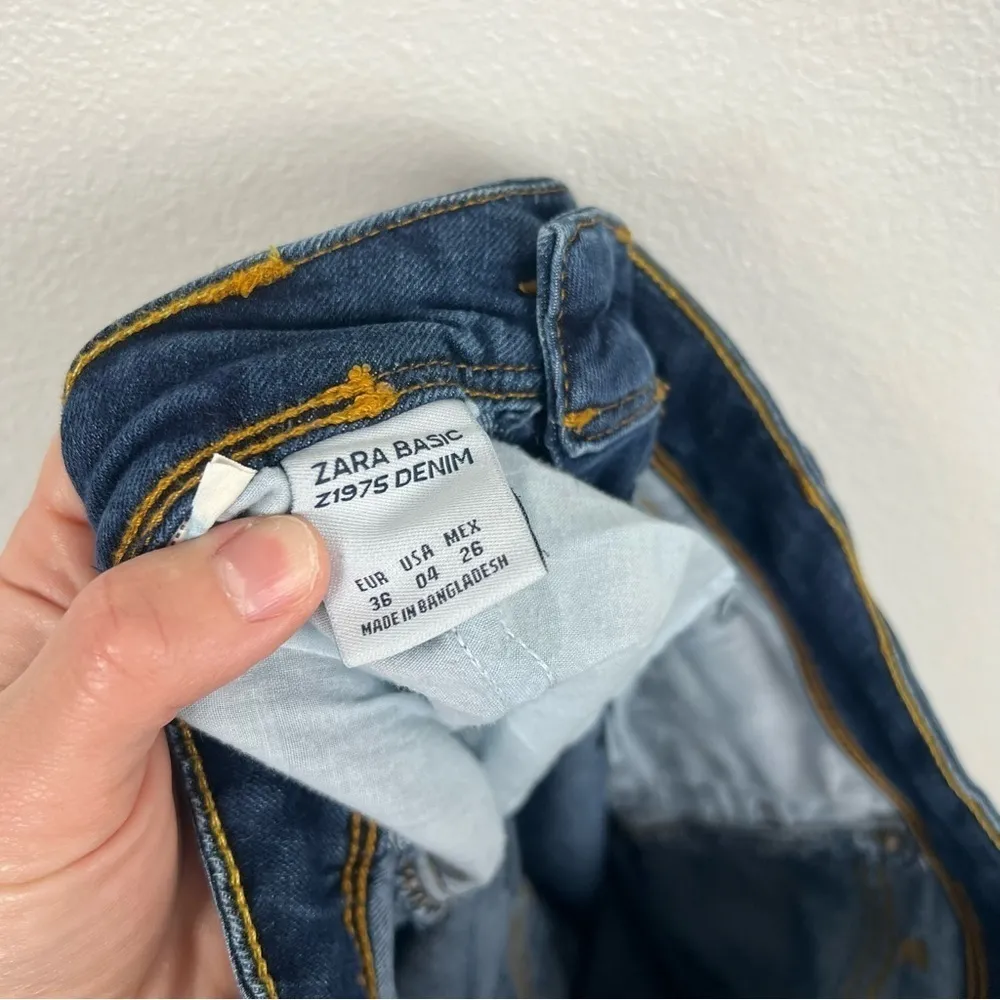 ZARA BASIC
Z1975 DENIM
EUR USA MEX
36 04 26
MADE IN BANGLADESH